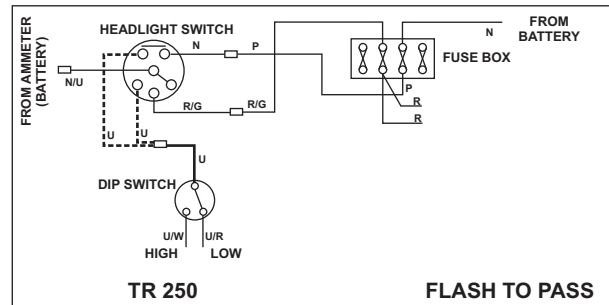 HEADLIGHT SWITCH
FROM AMMETER
(BATTERY)
N/U
N
P
R/G
R/G
U
U
U
DIP SWITCH
U/W
U/R
HIGH
LOW
FROM
BATTERY
N
FUSE BOX
P
R
R
TR 250
FLASH TO PASS